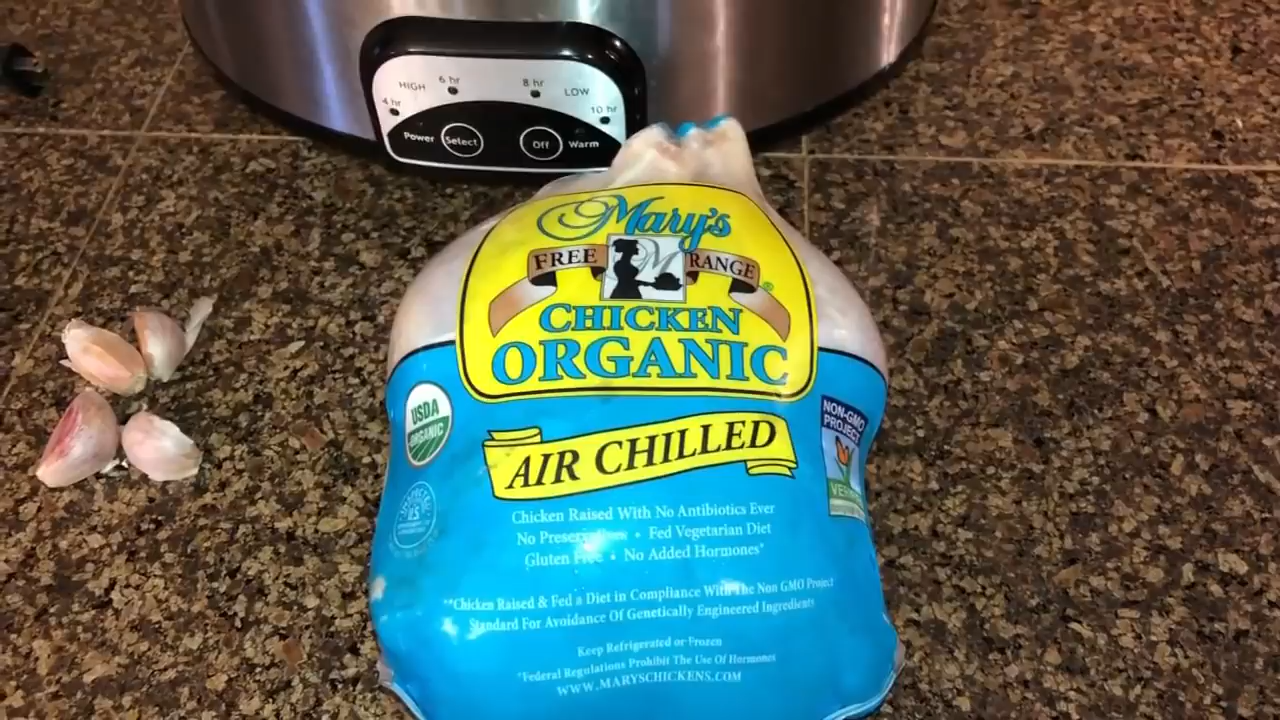 HIGH 6 hr 8 hr LOW
4 hr 10 hr
Power Select Off Warm
Mary's
FREE M RANGE
®
CHICKEN
ORGANIC
USDA
ORGANIC
NON-GMO
PROJECT
AIR CHILLED
Chicken Raised With No Antibiotics Ever
No • Fed Vegetarian Diet
Gluten Free • No Added Hormones*
**Chicken Raised & Fed a Diet in Compliance With The Non GMO Project
Standard For Avoidance Of Genetically Engineered Ingredients
Keep Refrigerated or Frozen
*Federal Regulations Prohibit The Use Of Hormones
WWW.MARYSCHICKENS.COM